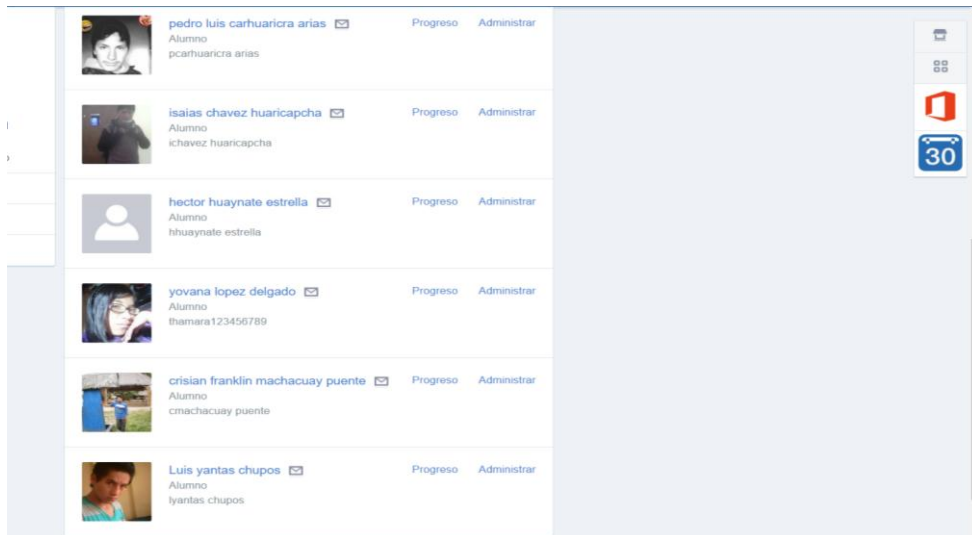 pedro luis carhuaricra arias
Progreso
Administrar
Alumno
pcarhuaricra arias
isaias chavez huaricapcha
Progreso
Administrar
Alumno
ichavez huaricapcha
hector huaynate estrella
Progreso
Administrar
Alumno
hhuaynate estrella
yovana lopez delgado
Progreso
Administrar
Alumno
thamara123456789
crisian franklin machacuay puente
Progreso
Administrar
Alumno
cmachacuay puente
Luis yantas chupos
Progreso
Administrar
Alumno
lyantas chupos
30